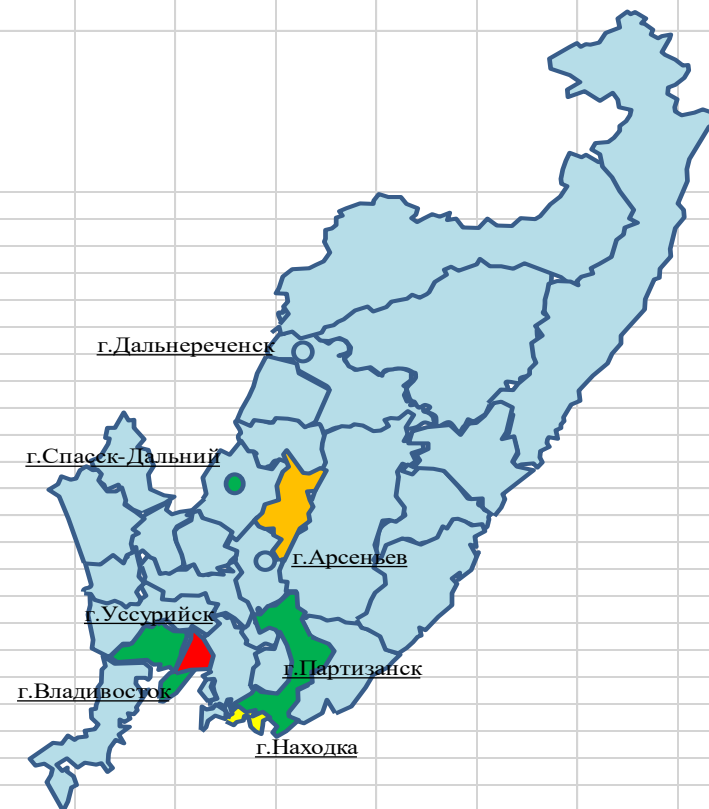 г.Дальнереченск
г.Спасск-Дальний
г.Арсеньев
г.Уссурийск
г.Партизанск
г.Владивосток
г.Находка